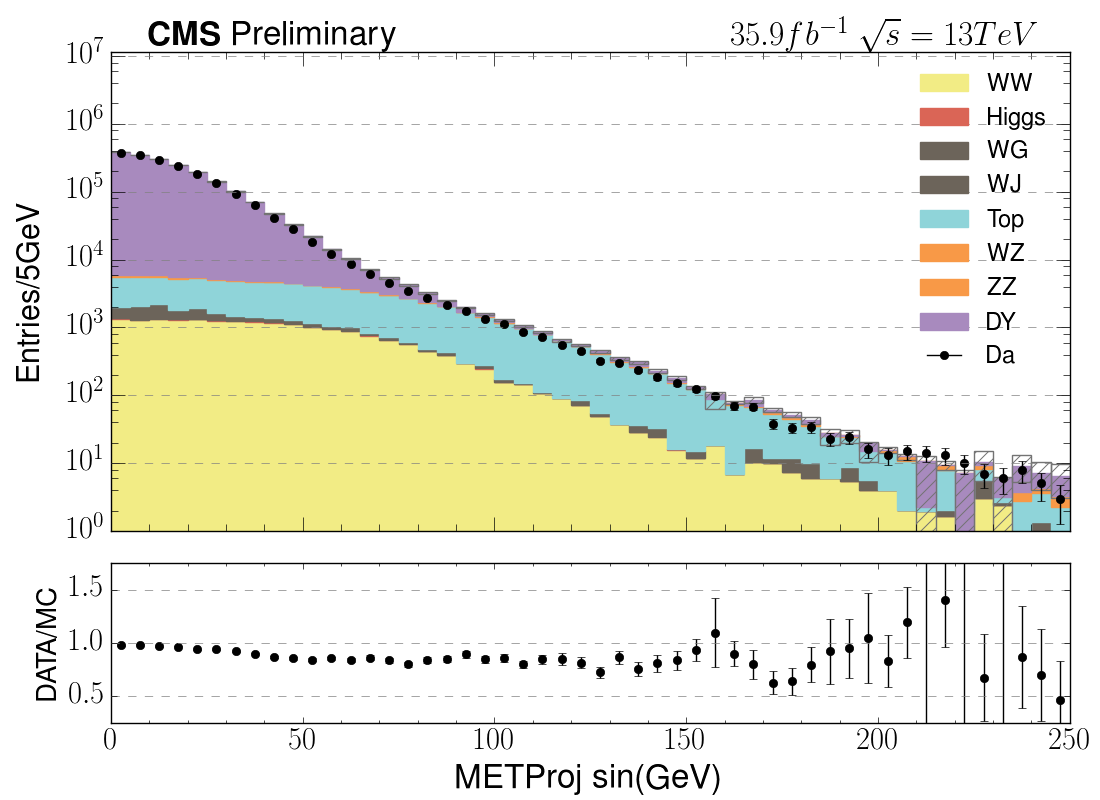 CMS Preliminary 35.9fb⁻¹ √s = 13TeV
Entries/5GeV
10⁷
10⁶
10⁵
10⁴
10³
10²
10¹
10⁰
WW
Higgs
WG
WJ
Top
WZ
ZZ
DY
Da
DATA/MC
1.5
1.0
0.5
0 50 100 150 200 250
METProj sin(GeV)